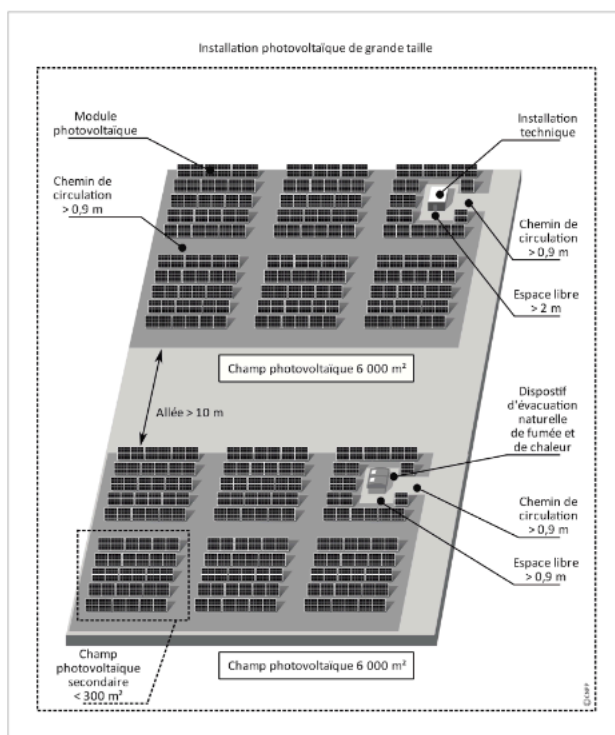 Installation photovoltaïque de grande taille
Module
photovoltaïque
Installation
technique
Chemin de
circulation
> 0,9 m
Chemin de
circulation
> 0,9 m
Espace libre
> 2 m
Champ photovoltaïque 6 000 m²
Allée > 10 m
Dispostif
d'évacuation
naturelle
de fumée et
de chaleur
Chemin de
circulation
> 0,9 m
Espace libre
> 0,9 m
Champ
photovoltaïque
secondaire
< 300 m²
Champ photovoltaïque 6 000 m²
©CNPP